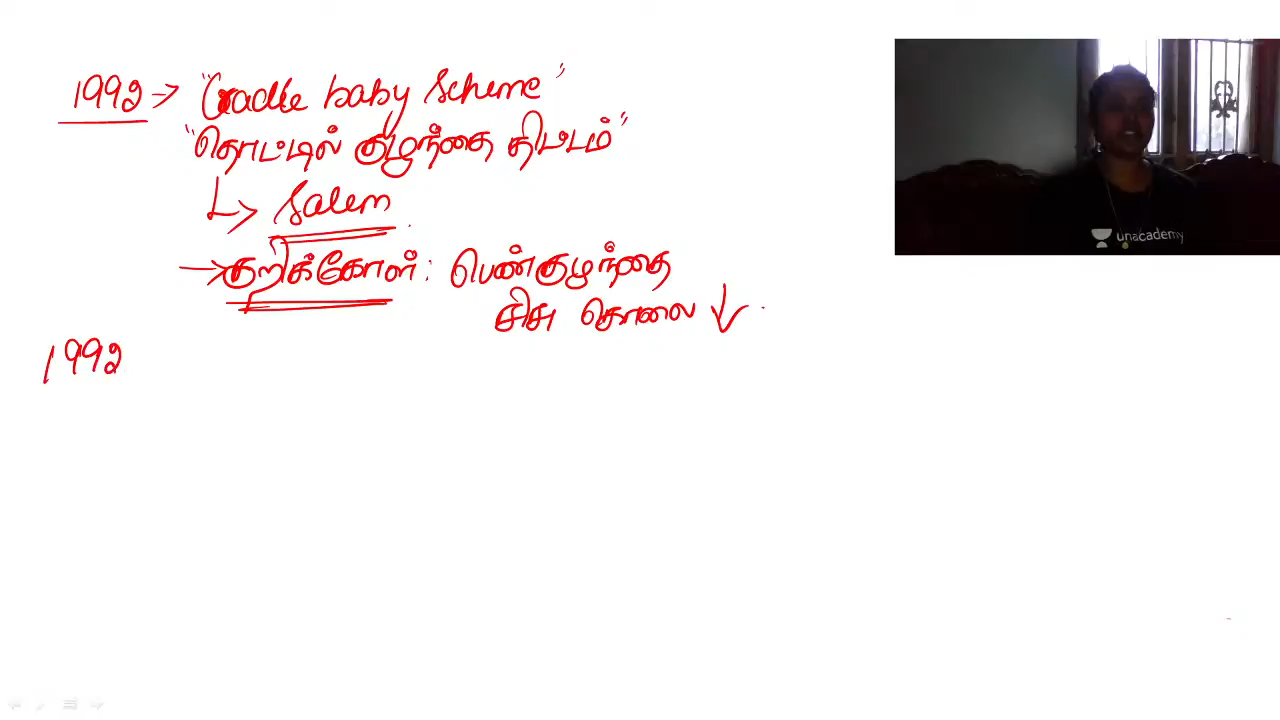 1992 → "Cradle baby Scheme"
"தொட்டில் குழந்தை திட்டம்"
↳ Salem
→ குறிக்கோள் : பெண்குழந்தை
சிசு கொலை ↓
1992
unacademy